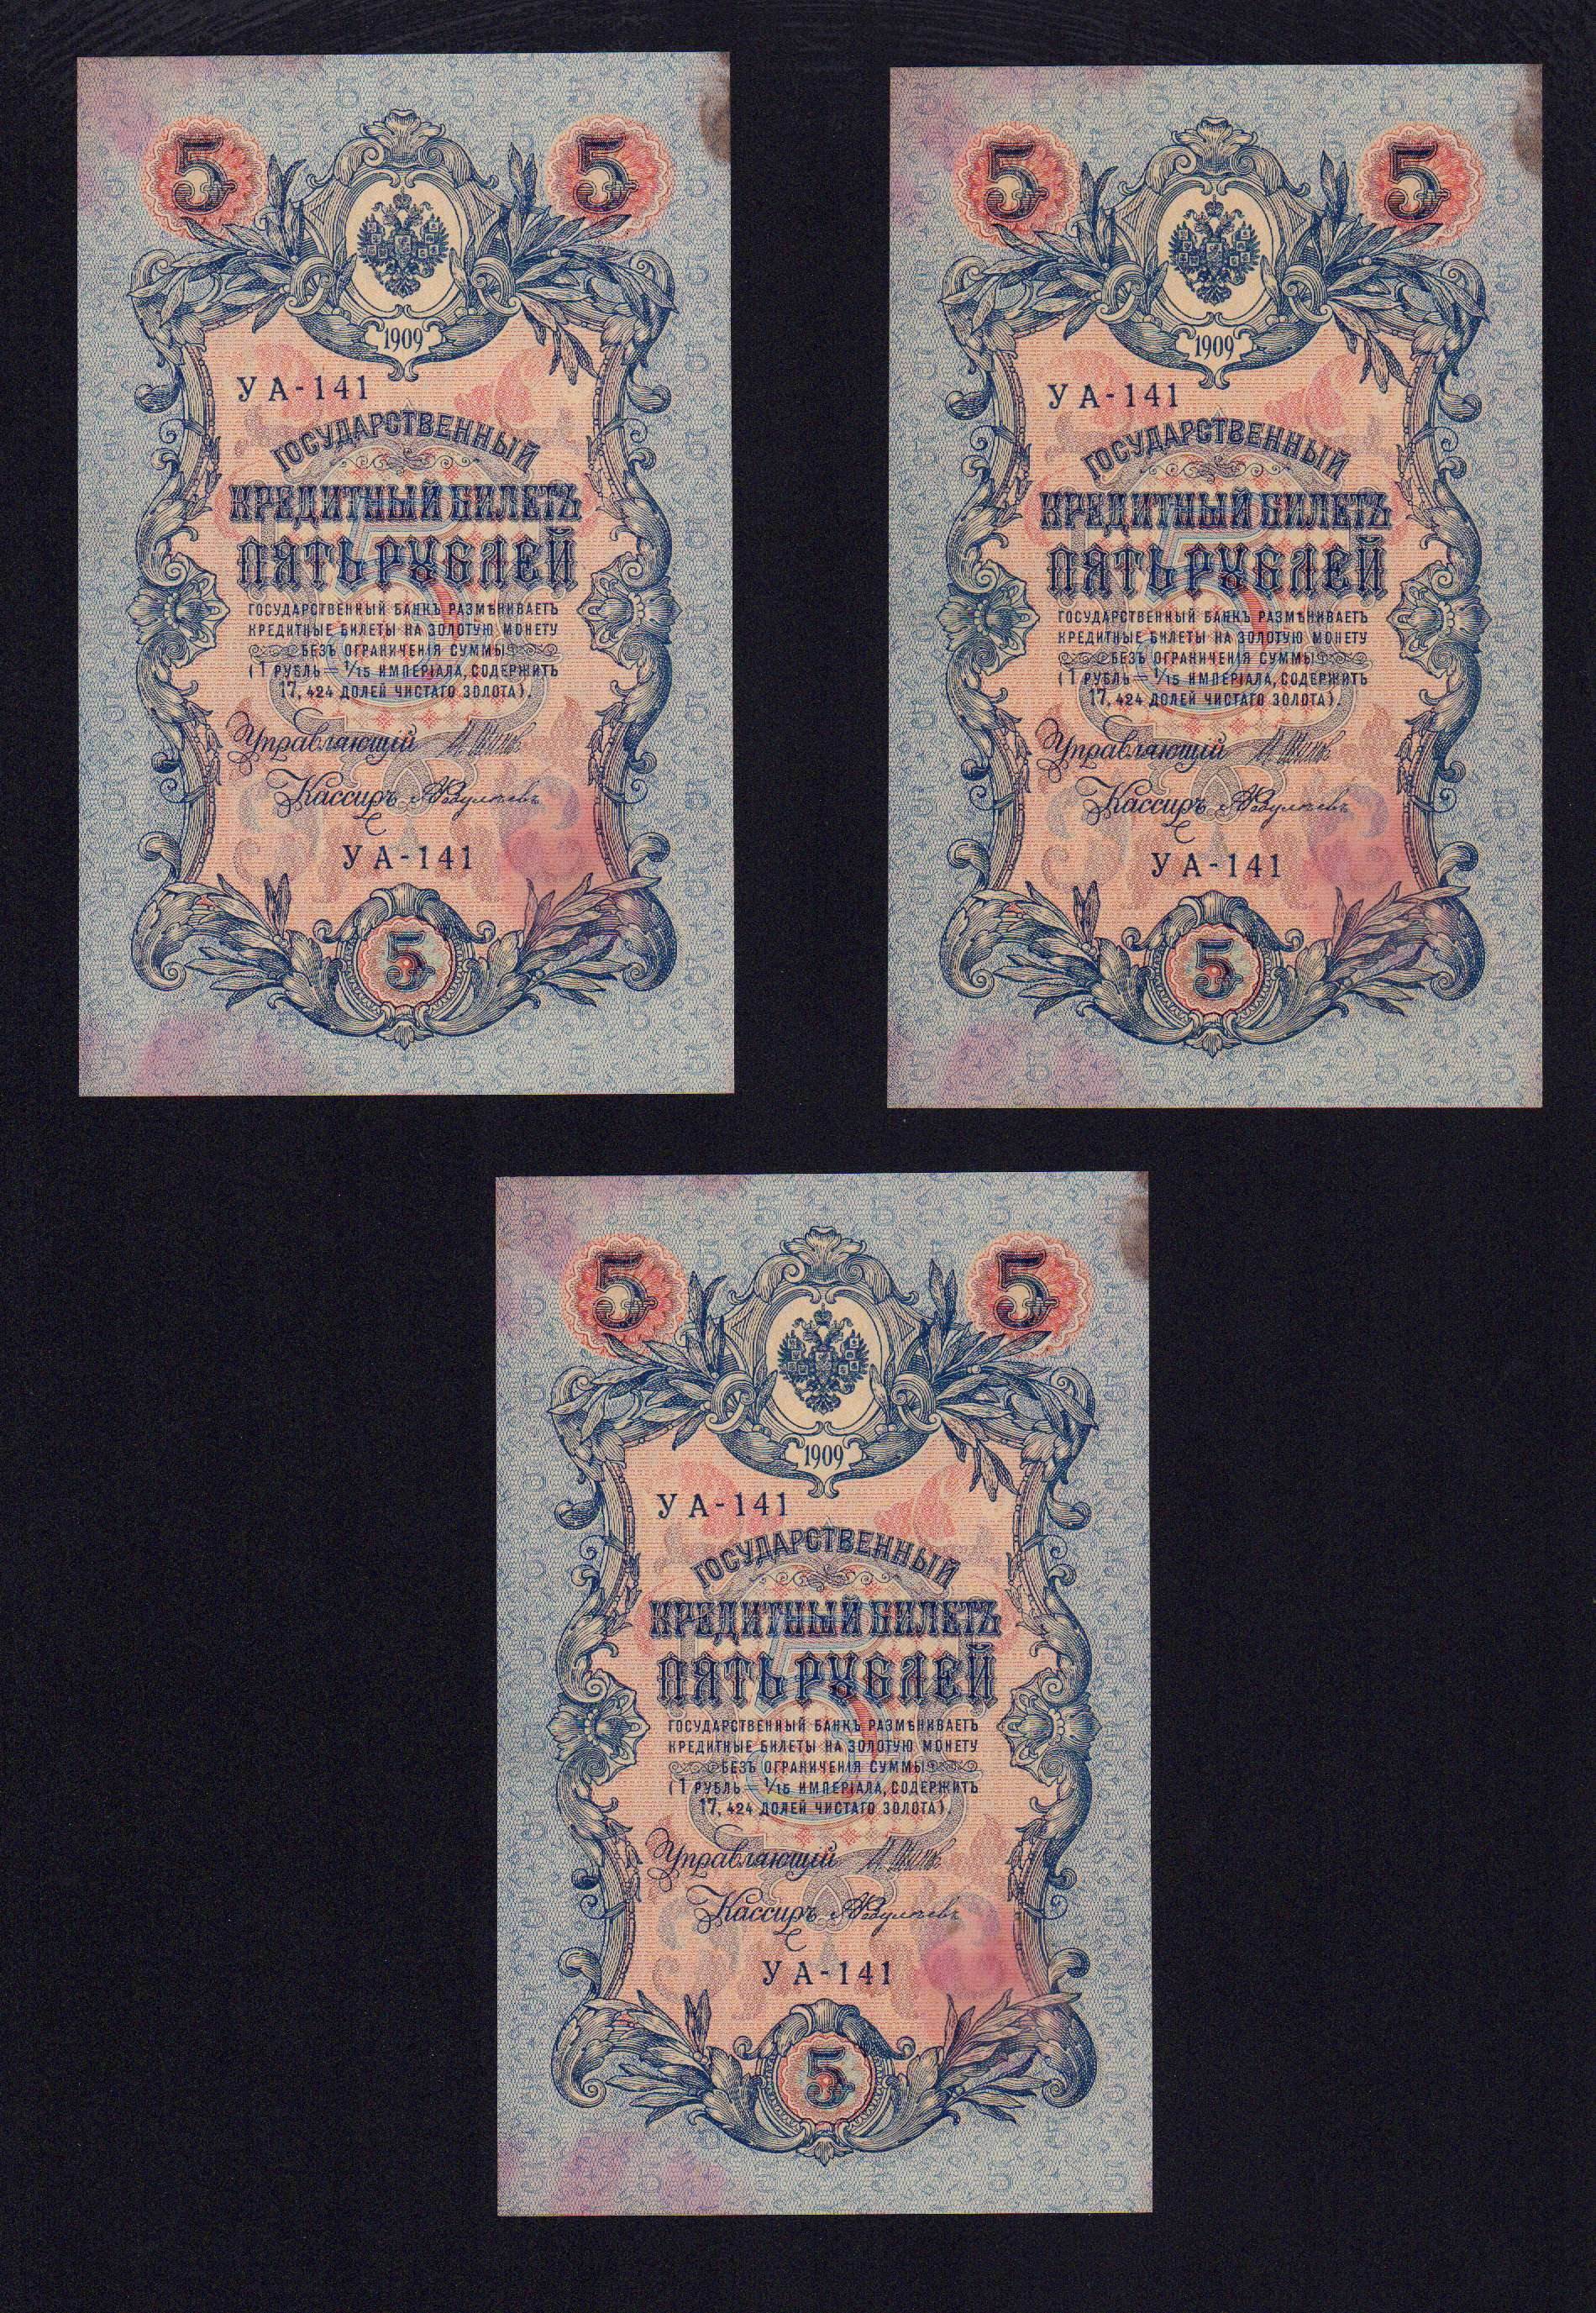 5 5
1909
УА-141
ГОСУДАРСТВЕННЫЙ
КРЕДИТНЫЙ БИЛЕТЪ
ПЯТЬ РУБЛЕЙ
ГОСУДАРСТВЕННЫЙ БАНКЪ РАЗМѢНИВАЕТЪ
КРЕДИТНЫЕ БИЛЕТЫ НА ЗОЛОТУЮ МОНЕТУ
БЕЗЪ ОГРАНИЧЕНІЯ СУММЫ
(1 РУБЛЬ = 1/15 ИМПЕРІАЛА, СОДЕРЖИТЪ
17,424 ДОЛЕЙ ЧИСТАГО ЗОЛОТА).
Управляющий
Кассиръ
УА-141
5
5 5
1909
УА-141
ГОСУДАРСТВЕННЫЙ
КРЕДИТНЫЙ БИЛЕТЪ
ПЯТЬ РУБЛЕЙ
ГОСУДАРСТВЕННЫЙ БАНКЪ РАЗМѢНИВАЕТЪ
КРЕДИТНЫЕ БИЛЕТЫ НА ЗОЛОТУЮ МОНЕТУ
БЕЗЪ ОГРАНИЧЕНІЯ СУММЫ
(1 РУБЛЬ = 1/15 ИМПЕРІАЛА, СОДЕРЖИТЪ
17,424 ДОЛЕЙ ЧИСТАГО ЗОЛОТА).
Управляющий
Кассиръ
УА-141
5
5 5
1909
УА-141
ГОСУДАРСТВЕННЫЙ
КРЕДИТНЫЙ БИЛЕТЪ
ПЯТЬ РУБЛЕЙ
ГОСУДАРСТВЕННЫЙ БАНКЪ РАЗМѢНИВАЕТЪ
КРЕДИТНЫЕ БИЛЕТЫ НА ЗОЛОТУЮ МОНЕТУ
БЕЗЪ ОГРАНИЧЕНІЯ СУММЫ
(1 РУБЛЬ = 1/15 ИМПЕРІАЛА, СОДЕРЖИТЪ
17,424 ДОЛЕЙ ЧИСТАГО ЗОЛОТА).
Управляющий
Кассиръ
УА-141
5